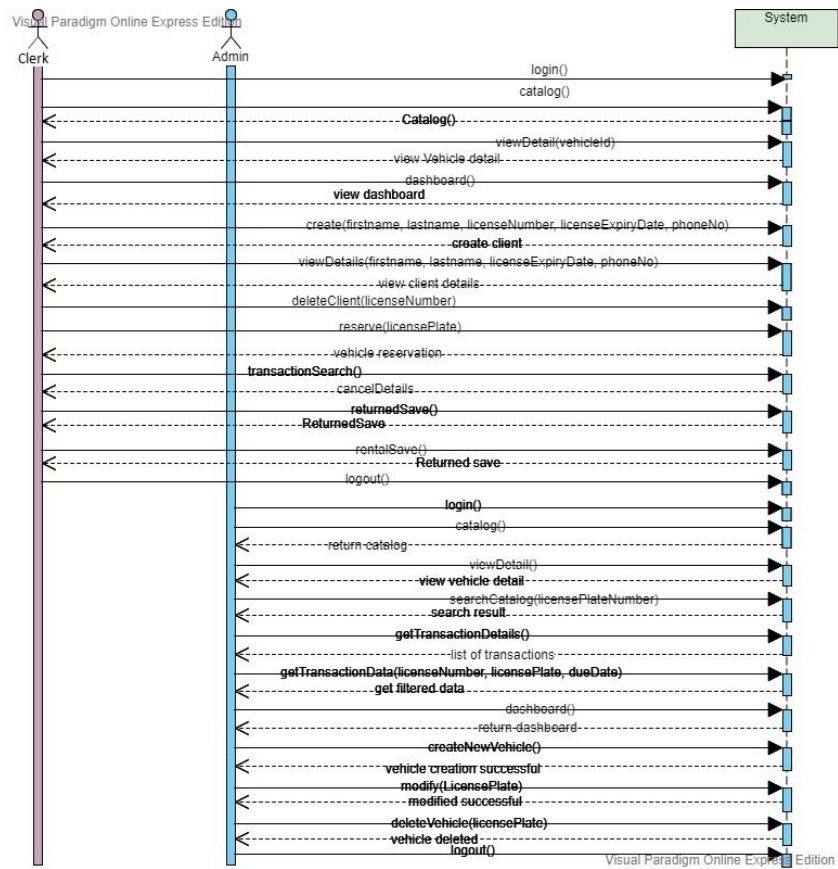 Visual Paradigm Online Express Edition
System
Clerk
Admin
login()
catalog()
Catalog()
viewDetail(vehicleId)
view Vehicle detail
dashboard()
view dashboard
create(firstname, lastname, licenseNumber, licenseExpiryDate, phoneNo)
create client
viewDetails(firstname, lastname, licenseExpiryDate, phoneNo)
view client details
deleteClient(licenseNumber)
reserve(licensePlate)
vehicle reservation
transactionSearch()
cancelDetails
returnedSave()
ReturnedSave
rentalSave()
Returned save
logout()
login()
catalog()
return catalog
viewDetail()
view vehicle detail
searchCatalog(licensePlateNumber)
search result
getTransactionDetails()
list of transactions
getTransactionData(licenseNumber, licensePlate, dueDate)
get filtered data
dashboard()
return dashboard
createNewVehicle()
vehicle creation successful
modify(LicensePlate)
modified successful
deleteVehicle(licensePlate)
vehicle deleted
logout()
Visual Paradigm Online Express Edition